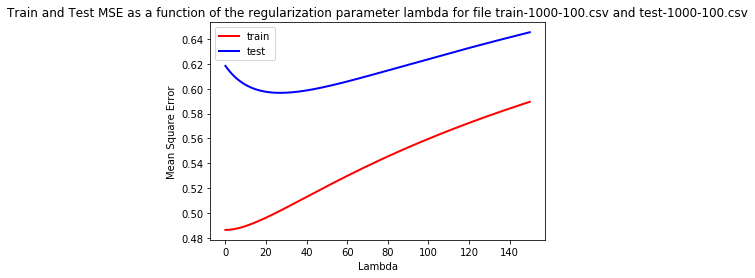 Train and Test MSE as a function of the regularization parameter lambda for file train-1000-100.csv and test-1000-100.csv
train
test
Mean Square Error
0.64
0.62
0.60
0.58
0.56
0.54
0.52
0.50
0.48
0 20 40 60 80 100 120 140
Lambda